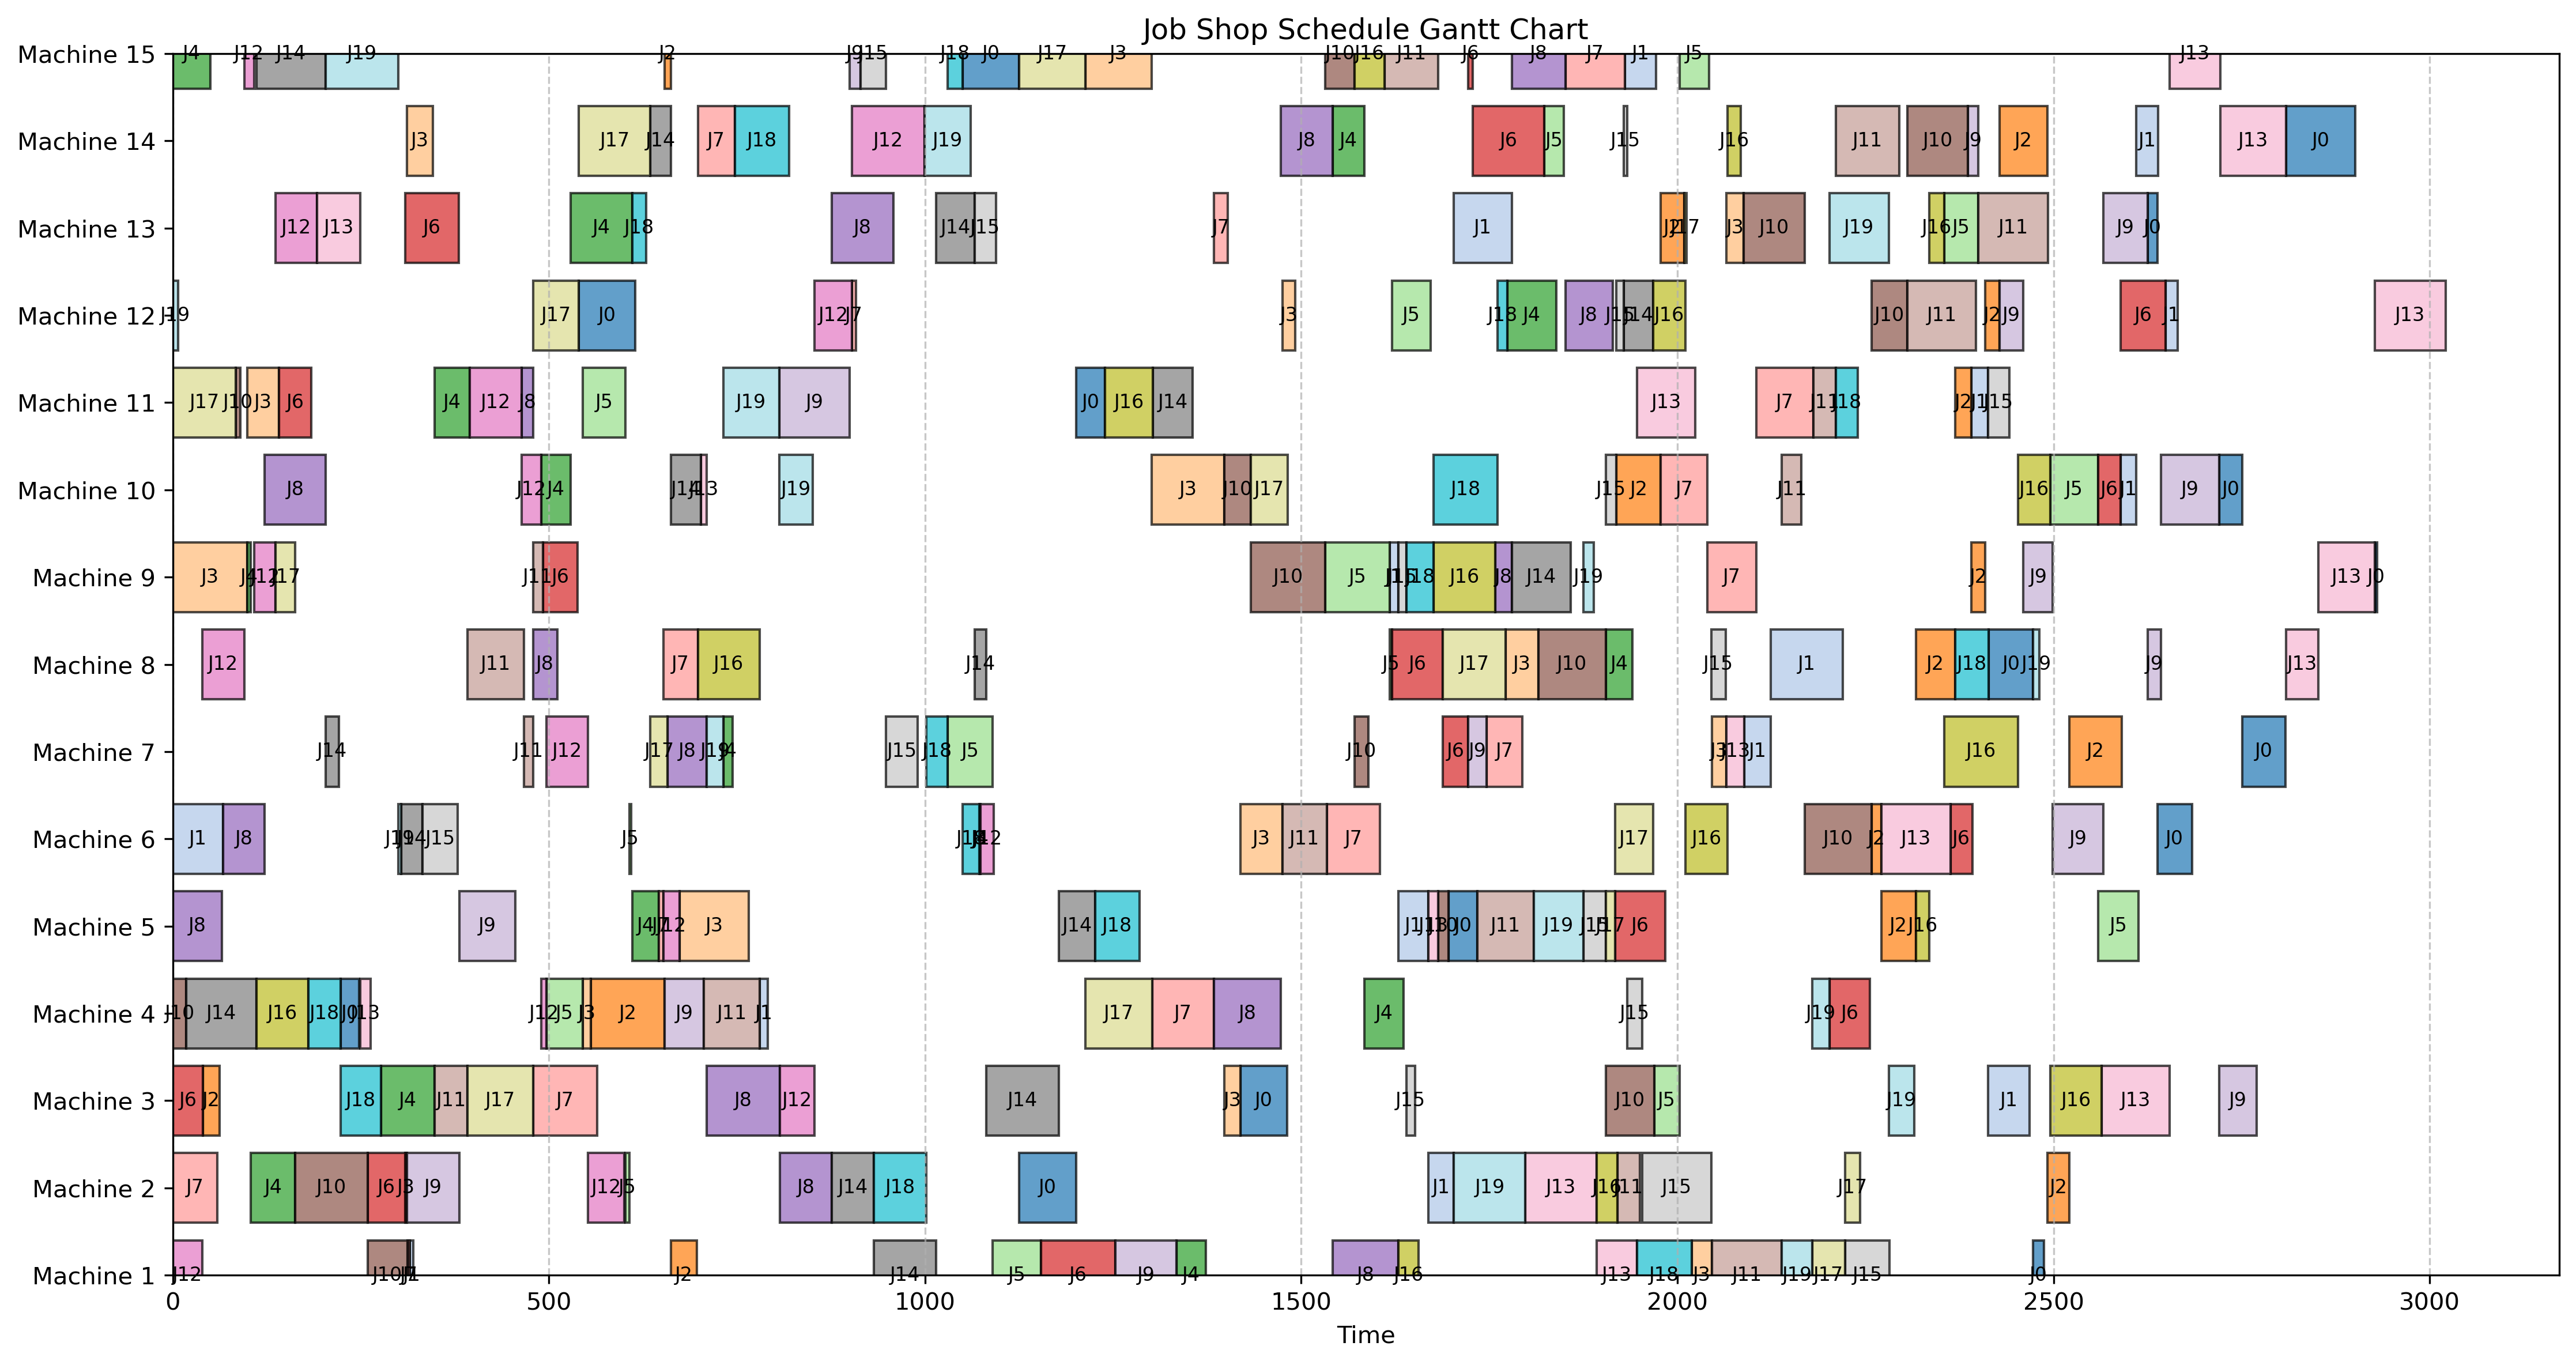 Job Shop Schedule Gantt Chart
Machine 15 J4 J12 J14 J19 J2 J9 J15 J18 J0 J17 J3 J10 J16 J11 J6 J8 J7 J1 J5 J13
Machine 14 J3 J17 J14 J7 J18 J12 J19 J8 J4 J6 J5 J15 J16 J11 J10 J9 J2 J1 J13 J0
Machine 13 J12 J13 J6 J4 J18 J8 J14 J15 J7 J1 J2 J17 J3 J10 J19 J16 J5 J11 J9 J0
Machine 12 J19 J17 J0 J12 J7 J3 J5 J18 J4 J8 J15 J14 J16 J10 J11 J2 J9 J6 J1 J13
Machine 11 J17 J10 J3 J6 J4 J12 J8 J5 J19 J9 J0 J16 J14 J13 J7 J11 J18 J2 J1 J15
Machine 10 J8 J12 J4 J14 J13 J19 J3 J10 J17 J18 J15 J2 J7 J11 J16 J5 J6 J1 J9 J0
Machine 9 J3 J4 J12 J17 J11 J6 J10 J5 J1 J15 J18 J16 J8 J14 J19 J7 J2 J9 J13 J0
Machine 8 J12 J11 J8 J7 J16 J14 J5 J6 J17 J3 J10 J4 J15 J1 J2 J18 J0 J19 J9 J13
Machine 7 J14 J11 J12 J17 J8 J19 J4 J15 J18 J5 J10 J6 J9 J7 J3 J13 J1 J16 J2 J0
Machine 6 J1 J8 J19 J14 J15 J5 J18 J12 J3 J11 J7 J17 J16 J10 J2 J13 J6 J9 J0
Machine 5 J8 J9 J4 J7 J12 J3 J14 J18 J1 J13 J10 J0 J11 J19 J15 J17 J6 J2 J16 J5
Machine 4 J10 J14 J16 J18 J0 J13 J12 J5 J3 J2 J9 J11 J1 J17 J7 J8 J4 J15 J19 J6
Machine 3 J6 J2 J18 J4 J11 J17 J7 J8 J12 J14 J3 J0 J15 J10 J5 J19 J1 J16 J13 J9
Machine 2 J7 J4 J10 J6 J3 J9 J12 J5 J8 J14 J18 J0 J1 J19 J13 J16 J11 J15 J17 J2
Machine 1 J12 J10 J7 J1 J2 J14 J5 J6 J9 J4 J8 J16 J13 J18 J3 J11 J19 J17 J15 J0
0 500 1000 1500 2000 2500 3000
Time